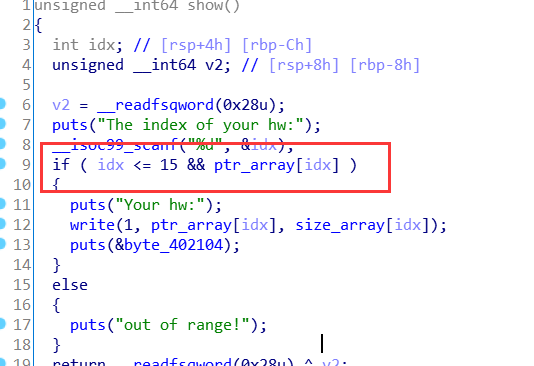 1 unsigned __int64 show()
2 {
3 int idx; // [rsp+4h] [rbp-Ch]
4 unsigned __int64 v2; // [rsp+8h] [rbp-8h]
5
6 v2 = __readfsqword(0x28u);
7 puts("The index of your hw:");
8 __isoc99_scanf("%d", &idx);
9 if ( idx <= 15 && ptr_array[idx] )
10 {
11 puts("Your hw:");
12 write(1, ptr_array[idx], size_array[idx]);
13 puts(&byte_402104);
14 }
15 else
16 {
17 puts("out of range!");
18 }
19 return __readfsqword(0x28u) ^ v2;